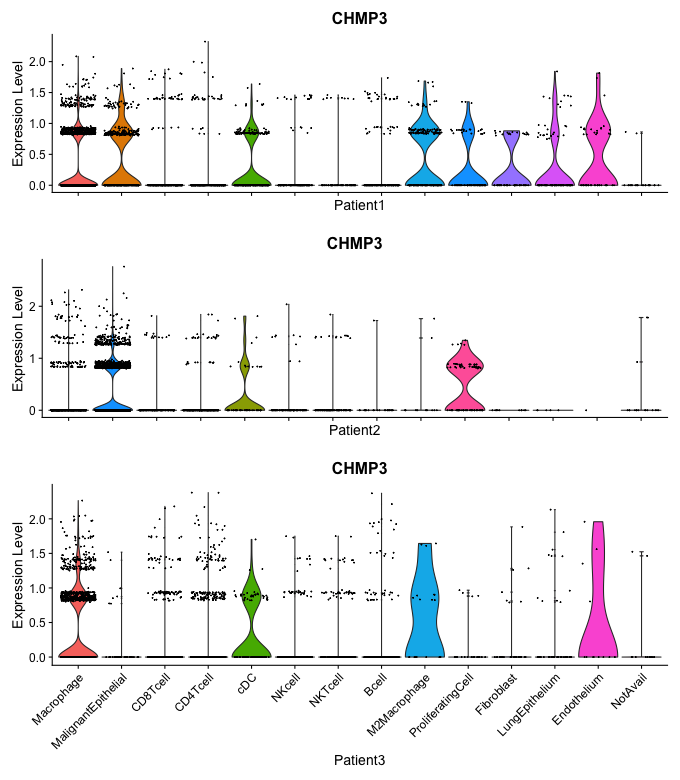 CHMP3
Expression Level
2.0
1.5
1.0
0.5
0.0
Patient1
CHMP3
Expression Level
2
1
0
Patient2
CHMP3
Expression Level
2.0
1.5
1.0
0.5
0.0
Macrophage
MalignantEpithelial
CD8Tcell
CD4Tcell
cDC
NKcell
NKTcell
Bcell
M2Macrophage
ProliferatingCell
Fibroblast
LungEpithelium
Endothelium
NotAvail
Patient3